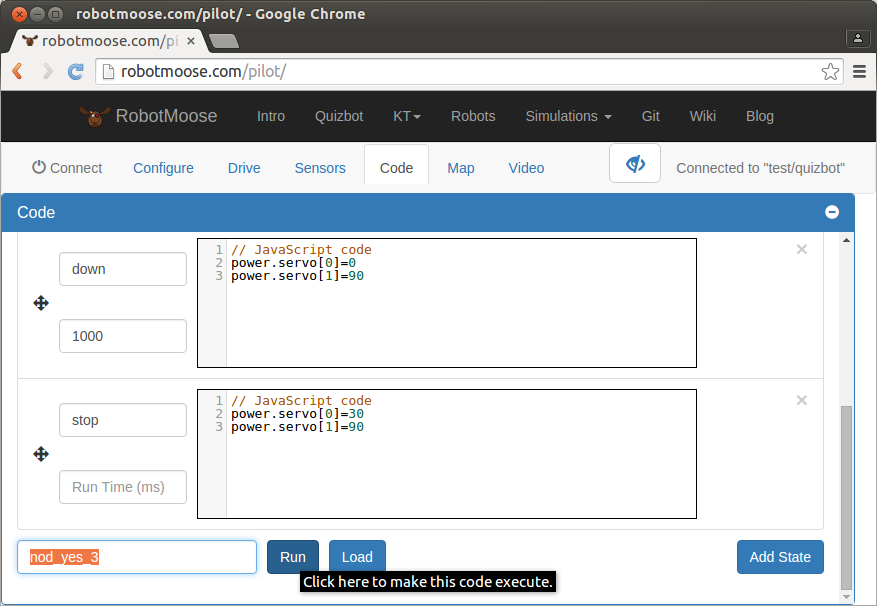 robotmoose.com/pilot/ - Google Chrome
robotmoose.com/pi
robotmoose.com/pilot/
RobotMoose Intro Quizbot KT Robots Simulations Git Wiki Blog
Connect Configure Drive Sensors Code Map Video Connected to "test/quizbot"
Code
down
1 // JavaScript code
2 power.servo[0]=0
3 power.servo[1]=90
1000
stop
1 // JavaScript code
2 power.servo[0]=30
3 power.servo[1]=90
Run Time (ms)
nod_yes_3 Run Load Add State
Click here to make this code execute.